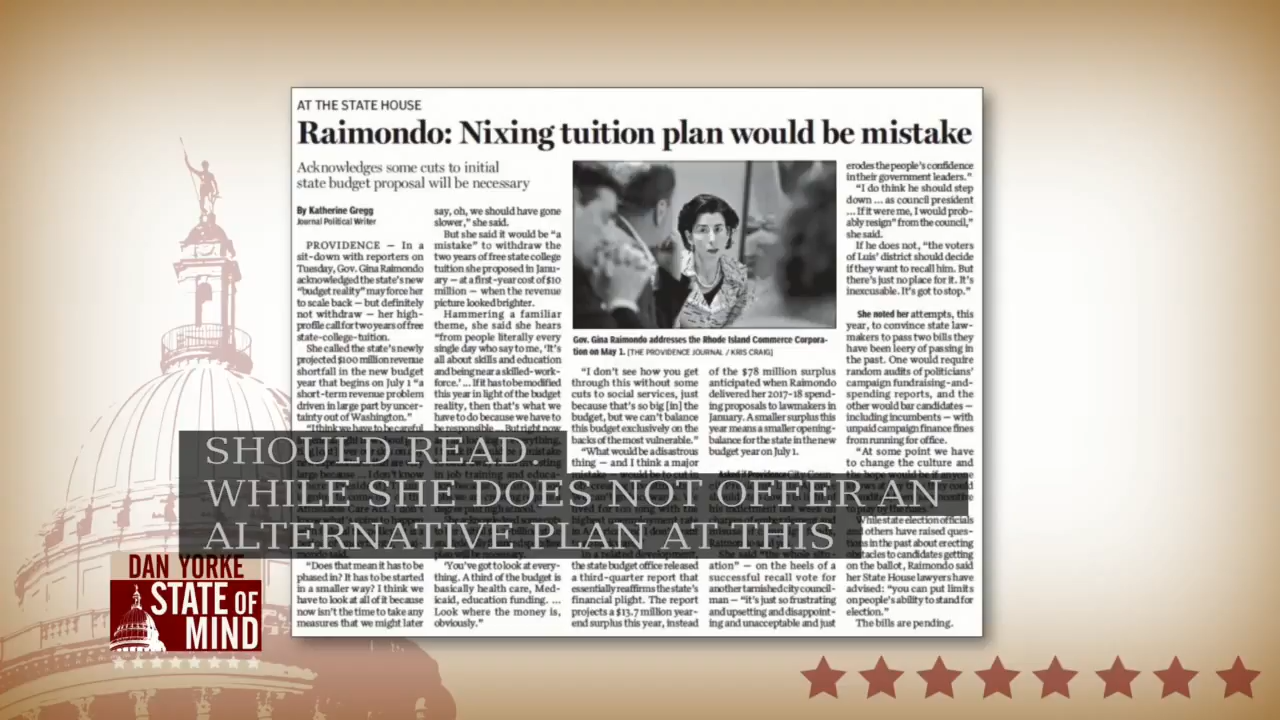 AT THE STATE HOUSE
Raimondo: Nixing tuition plan would be mistake
Acknowledges some cuts to initial
state budget proposal will be necessary
By Katherine Gregg
Journal Political Writer
PROVIDENCE — In a
sit-down with reporters on
Tuesday, Gov. Gina Raimondo
acknowledged the state's new
"budget reality" may force her
to scale back — but definitely
not withdraw — her high-
profile call for two years of free
state-college-tuition.
She called the state's newly
projected $100 million revenue
shortfall in the new budget
year that begins on July 1 "a
short-term revenue problem
driven in large part by uncer-
tainty out of Washington."
"I think we have to be careful
"Does that mean it has to be
phased in? It has to be started
in a smaller way? I think we
have to look at all of it because
now isn't the time to take any
measures that we might later
say, oh, we should have gone
slower," she said.
But she said it would be "a
mistake" to withdraw the
two years of free state college
tuition she proposed in Janu-
ary — at a first-year cost of $10
million — when the revenue
picture looked brighter.
Hammering a familiar
theme, she said she hears
"from people literally every
single day who say to me, 'It's
all about skills and education
and being near a skilled-work-
force.' ... If it has to be modified
this year in light of the budget
reality, then that's what we
have to do because we have to
be responsible ... But right now
"You've got to look at every-
thing. A third of the budget is
basically health care, Med-
icaid, education funding. ...
Look where the money is,
obviously."
Gov. Gina Raimondo addresses the Rhode Island Commerce Corpora-
tion on May 1. [THE PROVIDENCE JOURNAL / KRIS CRAIG]
"I don't see how you get
through this without some
cuts to social services, just
because that's so big [in] the
budget, but we can't balance
this budget exclusively on the
backs of the most vulnerable."
"What would be a disastrous
thing — and I think a major
In a related development,
the state budget office released
a third-quarter report that
essentially reaffirms the state's
financial plight. The report
projects a $13.7 million year-
end surplus this year, instead
of the $78 million surplus
anticipated when Raimondo
delivered her 2017-18 spend-
ing proposals to lawmakers in
January. A smaller surplus this
year means a smaller opening-
balance for the state in the new
budget year on July 1.
She said "the whole situ-
ation" — on the heels of a
successful recall vote for
another tarnished city council-
man — "it's just so frustrating
and upsetting and disappoint-
ing and unacceptable and just
erodes the people's confidence
in their government leaders."
"I do think he should step
down ... as council president
... If it were me, I would prob-
ably resign" from the council,"
she said.
If he does not, "the voters
of Luis' district should decide
if they want to recall him. But
there's just no place for it. It's
inexcusable. It's got to stop."
She noted her attempts, this
year, to convince state law-
makers to pass two bills they
have been leery of passing in
the past. One would require
random audits of politicians'
campaign fundraising-and-
spending reports, and the
other would bar candidates —
including incumbents — with
unpaid campaign finance fines
from running for office.
"At some point we have
to change the culture and
While state election officials
and others have raised ques-
tions in the past about erecting
obstacles to candidates getting
on the ballot, Raimondo said
her State House lawyers have
advised: "you can put limits
on people's ability to stand for
election."
The bills are pending.
SHOULD READ.
WHILE SHE DOES NOT OFFER AN
ALTERNATIVE PLAN AT THIS
DAN YORKE
STATE OF
MIND